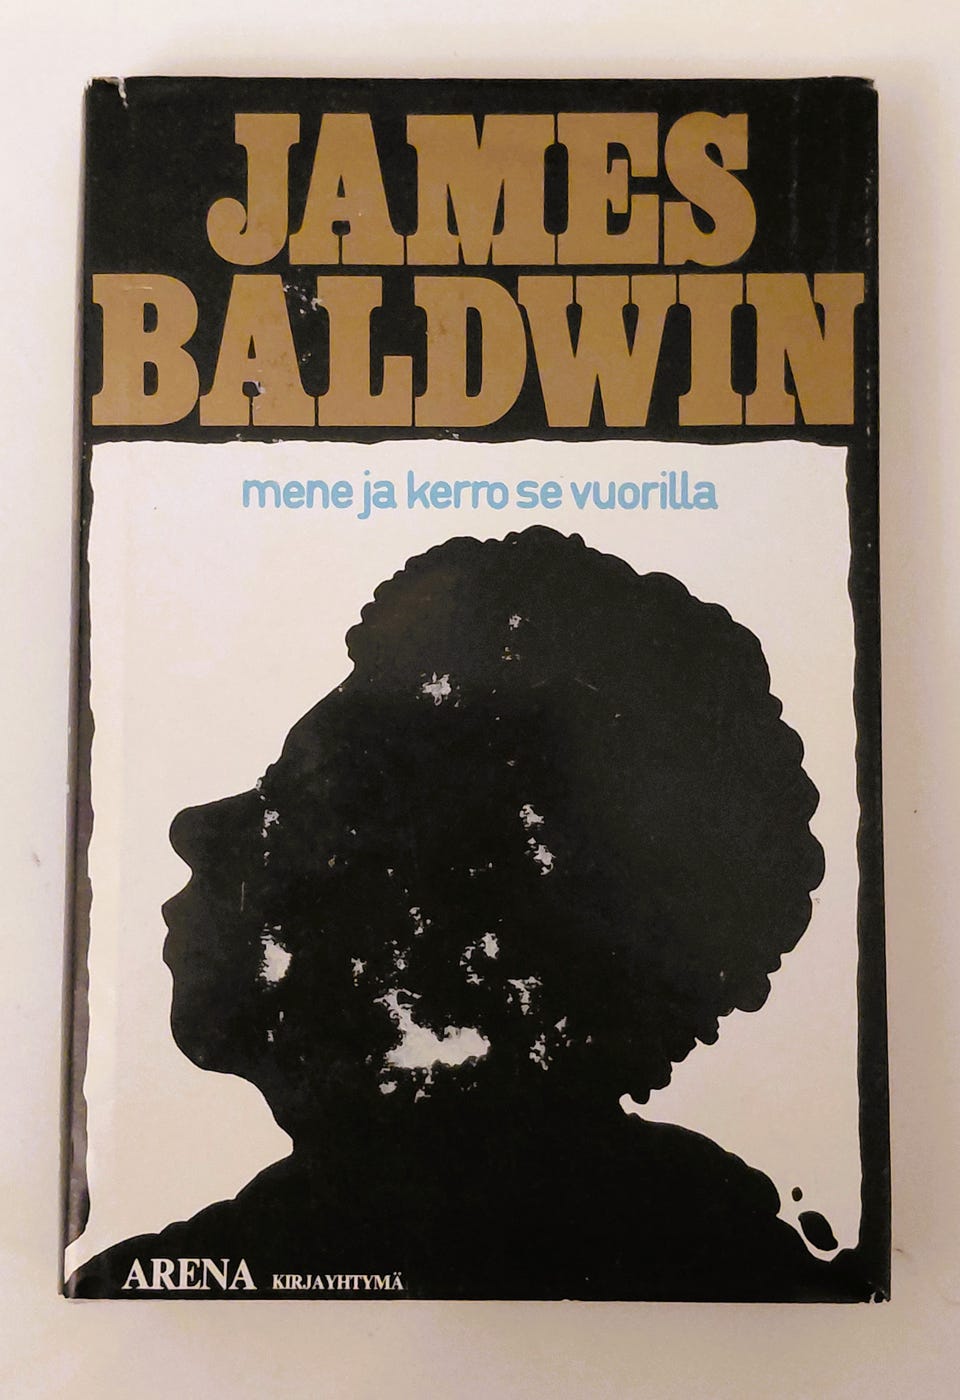 JAMES
BALDWIN
mene ja kerro se vuorilla
ARENA KIRJAYHTYMÄ